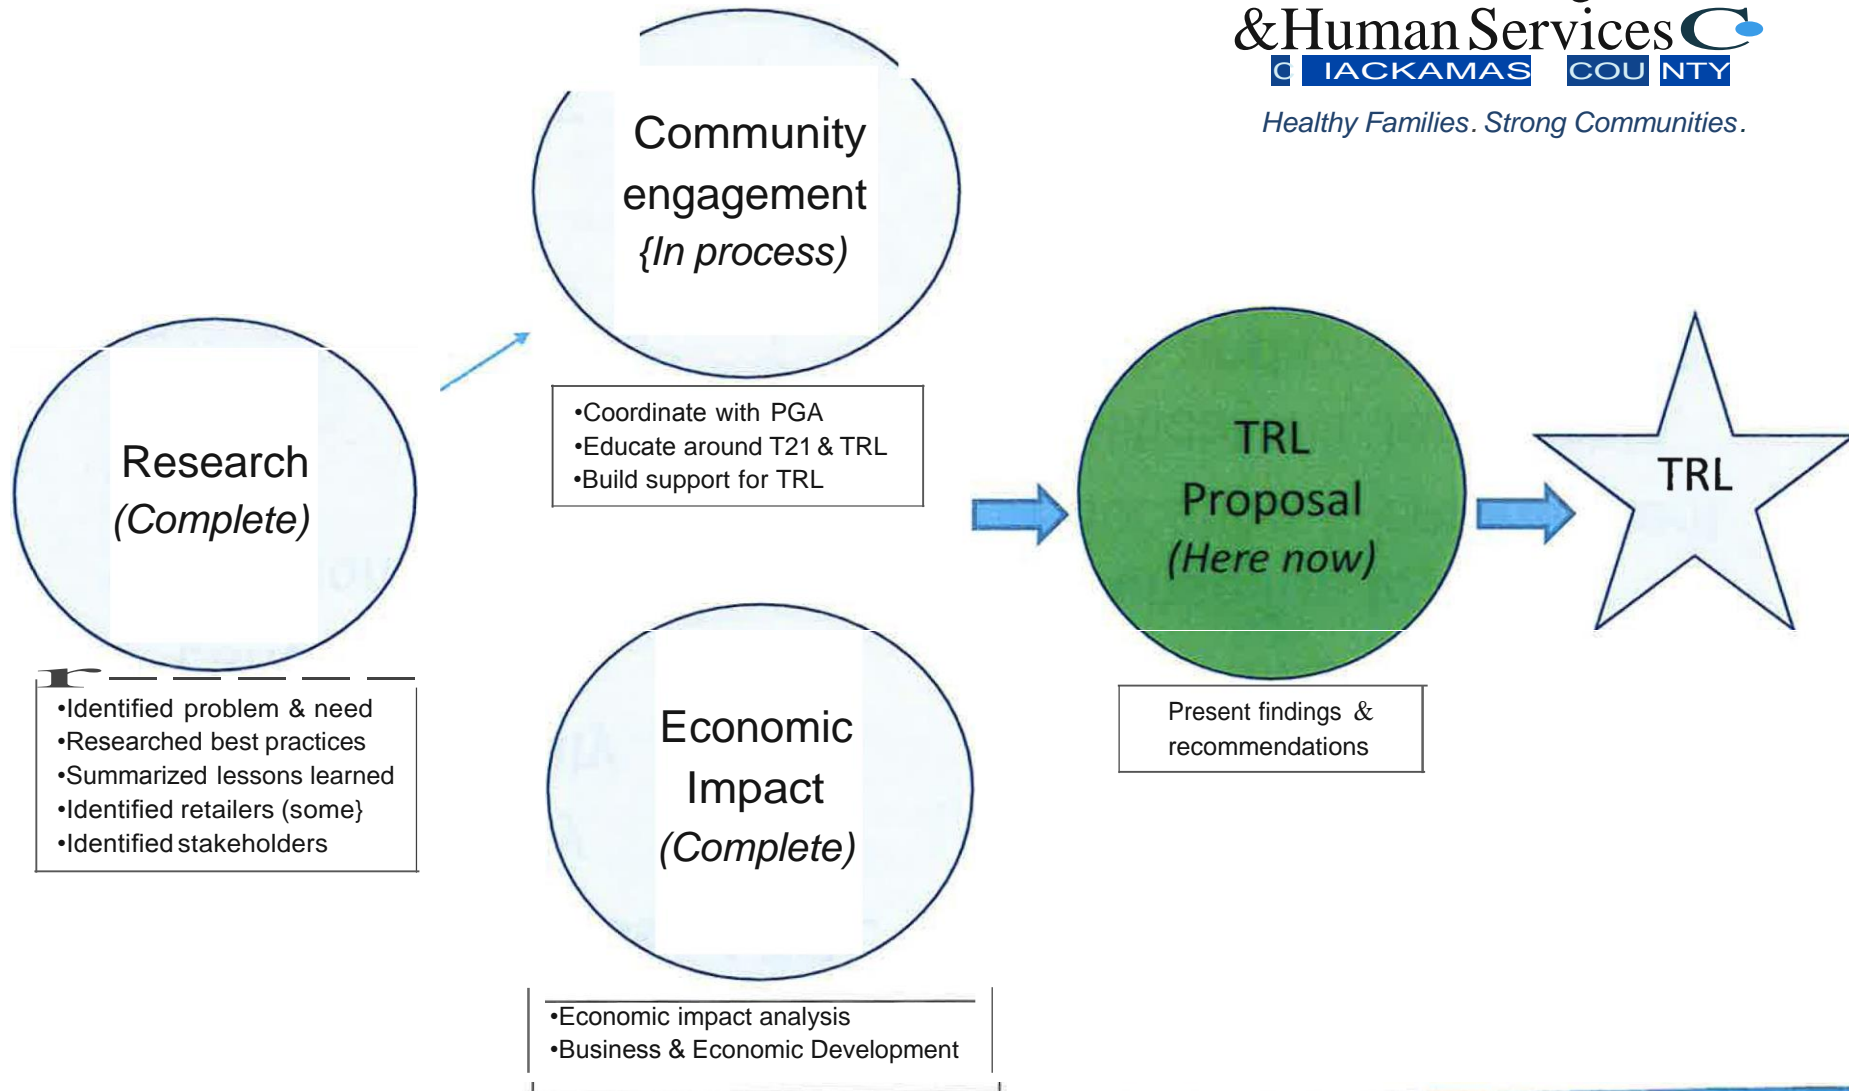 &Human Services
C IACKAMAS COU NTY
Healthy Families. Strong Communities.
Community
engagement
{In process)
•Coordinate with PGA
•Educate around T21 & TRL
•Build support for TRL
Research
(Complete)
•Identified problem & need
•Researched best practices
•Summarized lessons learned
•Identified retailers (some}
•Identified stakeholders
Economic
Impact
(Complete)
•Economic impact analysis
•Business & Economic Development
TRL
Proposal
(Here now)
Present findings &
recommendations
TRL